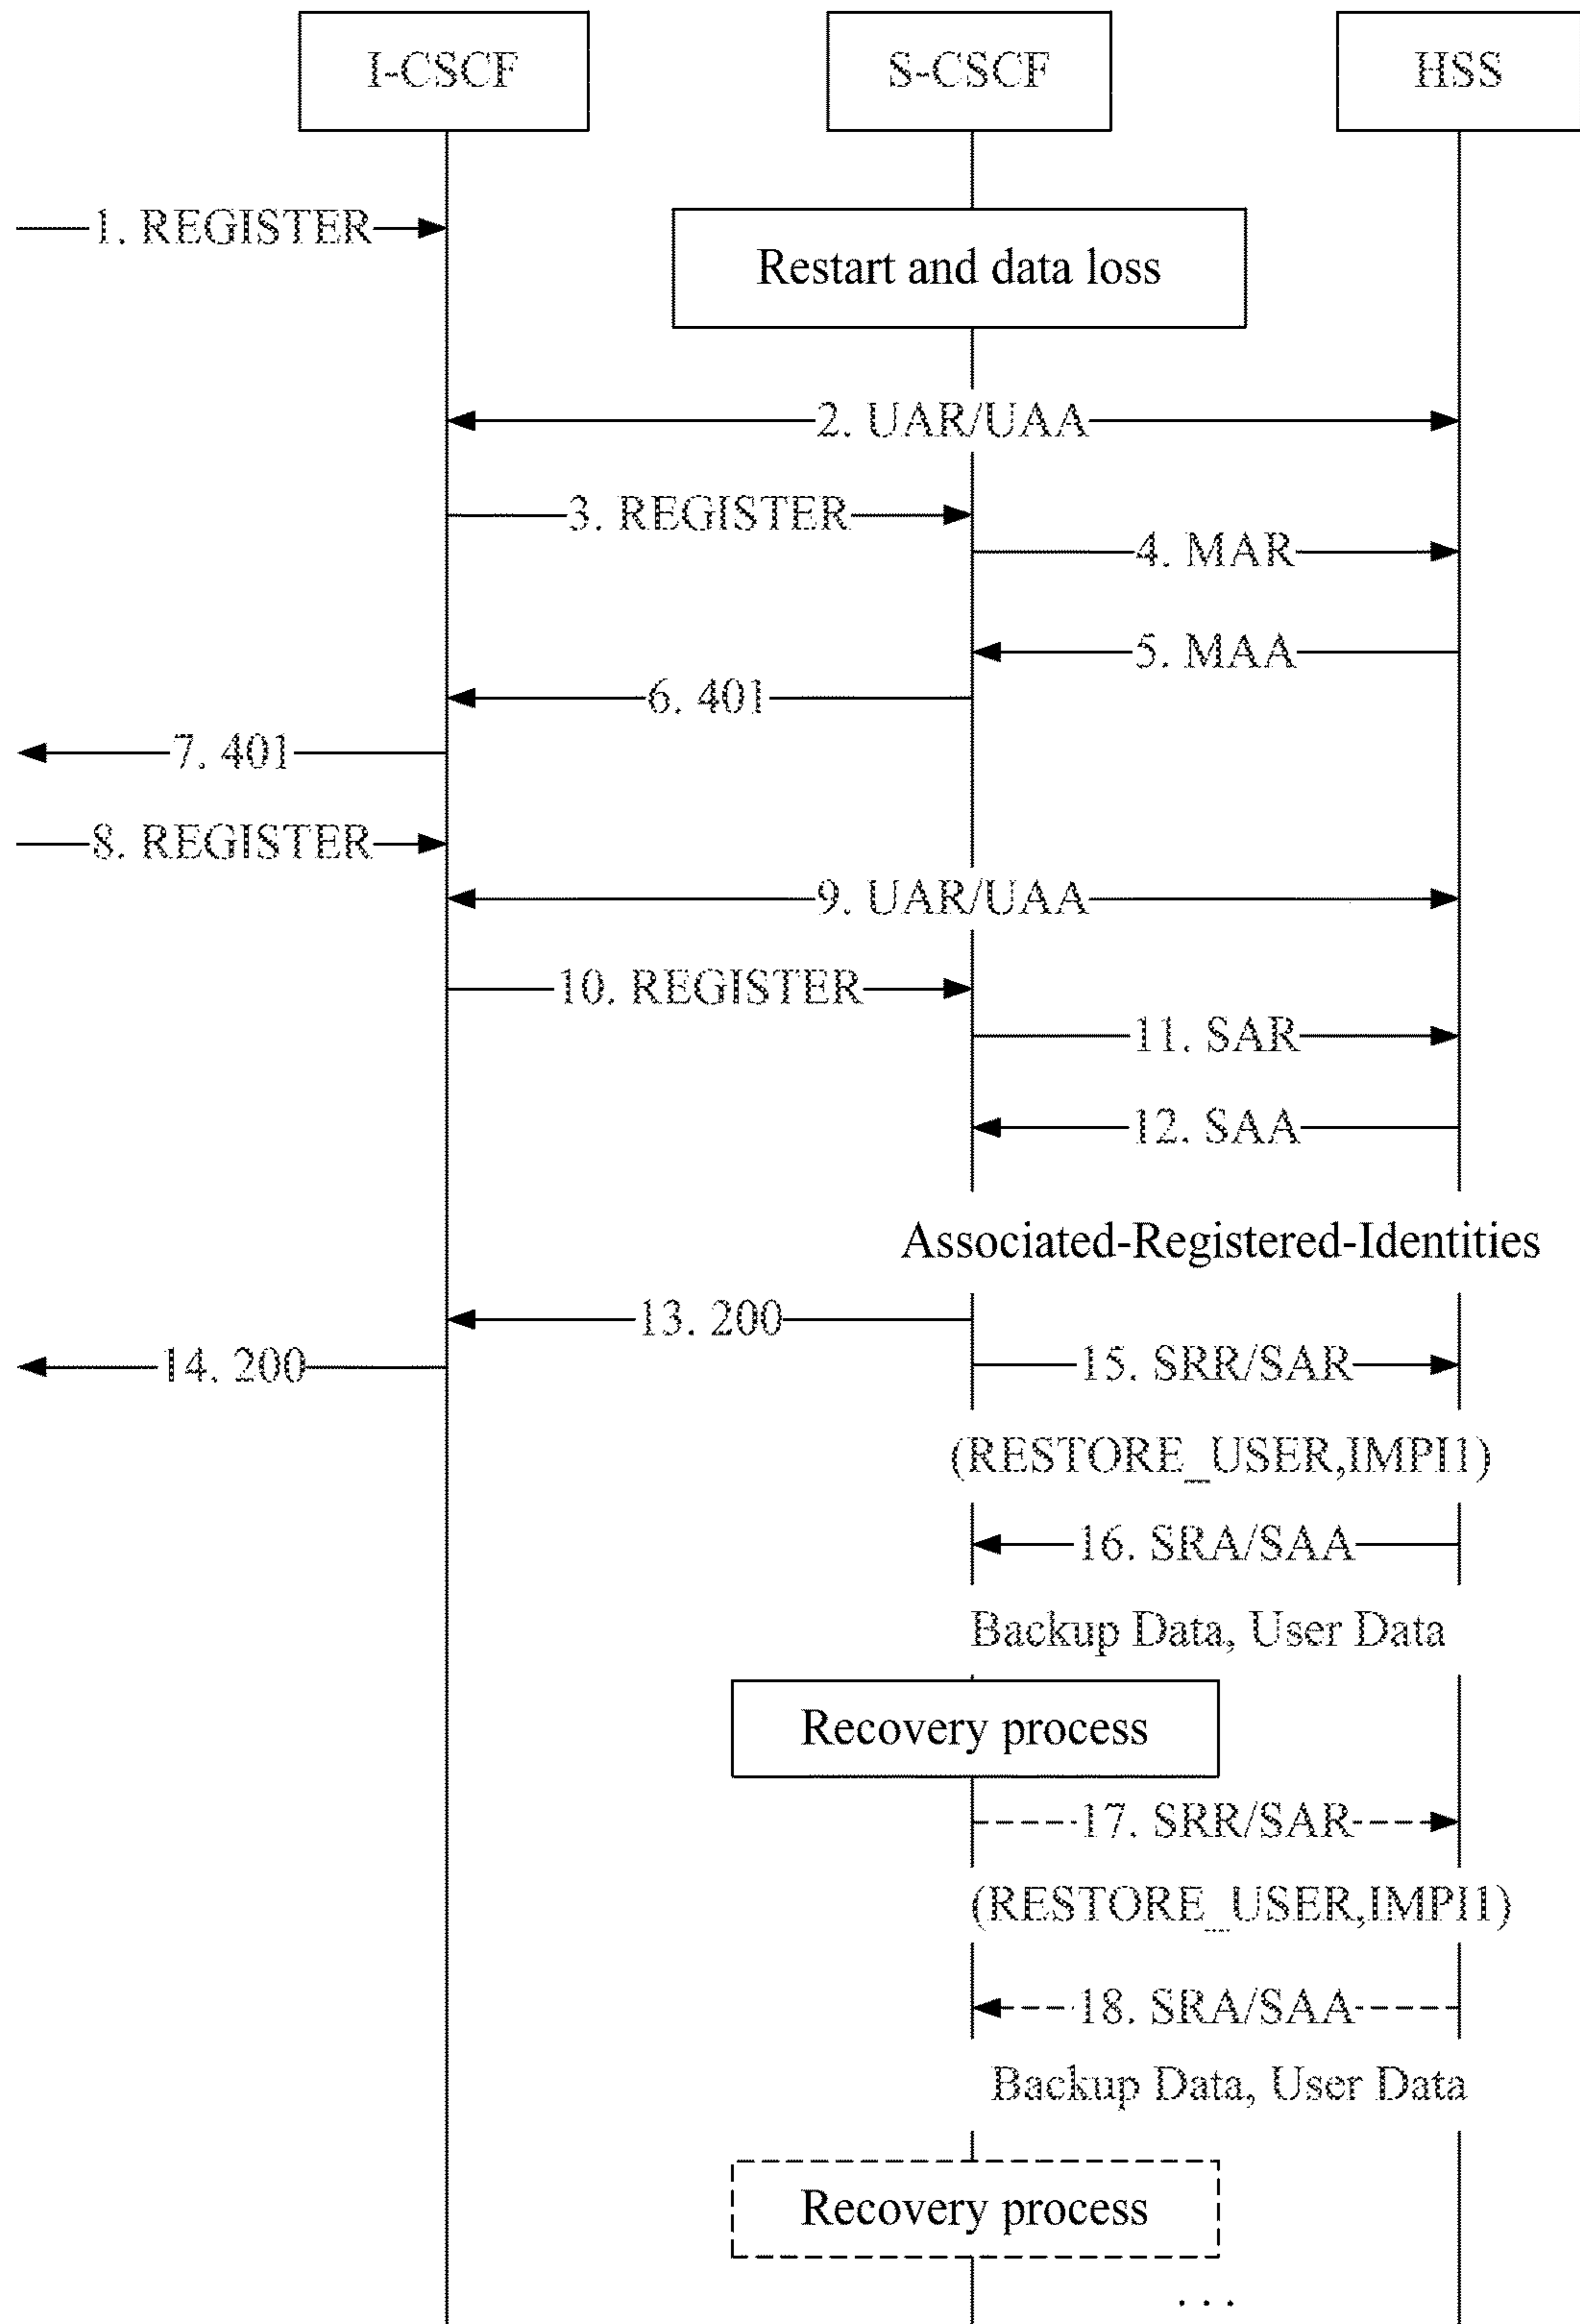 I-CSCF
S-CSCF
HSS
1. REGISTER
Restart and data loss
2. UAR/UAA
3. REGISTER
4. MAR
5. MAA
6. 401
7. 401
8. REGISTER
9. UAR/UAA
10. REGISTER
11. SAR
12. SAA
Associated-Registered-Identities
13. 200
14. 200
15. SRR/SAR
(RESTORE_USER,IMPI1)
16. SRA/SAA
Backup Data, User Data
Recovery process
17. SRR/SAR
(RESTORE_USER,IMPI1)
18. SRA/SAA
Backup Data, User Data
Recovery process
...